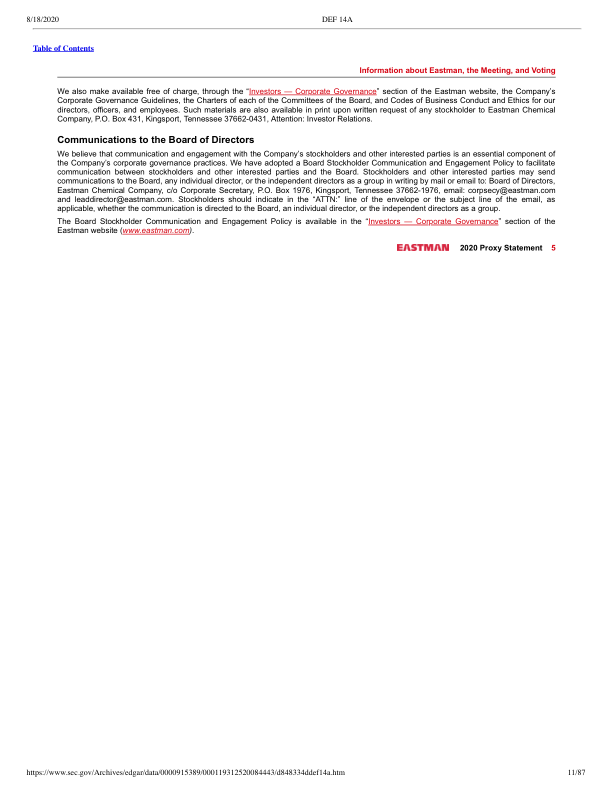 8/18/2020 DEF 14A
Table of Contents
Information about Eastman, the Meeting, and Voting
We also make available free of charge, through the “Investors — Corporate Governance” section of the Eastman website, the Company’s
Corporate Governance Guidelines, the Charters of each of the Committees of the Board, and Codes of Business Conduct and Ethics for our
directors, officers, and employees. Such materials are also available in print upon written request of any stockholder to Eastman Chemical
Company, P.O. Box 431, Kingsport, Tennessee 37662-0431, Attention: Investor Relations.
Communications to the Board of Directors
We believe that communication and engagement with the Company’s stockholders and other interested parties is an essential component of
the Company’s corporate governance practices. We have adopted a Board Stockholder Communication and Engagement Policy to facilitate
communication between stockholders and other interested parties and the Board. Stockholders and other interested parties may send
communications to the Board, any individual director, or the independent directors as a group in writing by mail or email to: Board of Directors,
Eastman Chemical Company, c/o Corporate Secretary, P.O. Box 1976, Kingsport, Tennessee 37662-1976, email: corpsecy@eastman.com
and leaddirector@eastman.com. Stockholders should indicate in the “ATTN:” line of the envelope or the subject line of the email, as
applicable, whether the communication is directed to the Board, an individual director, or the independent directors as a group.
The Board Stockholder Communication and Engagement Policy is available in the “Investors — Corporate Governance” section of the
Eastman website (www.eastman.com).
EASTMAN 2020 Proxy Statement 5
https://www.sec.gov/Archives/edgar/data/0000915389/000119312520084443/d848334ddef14a.htm 11/87